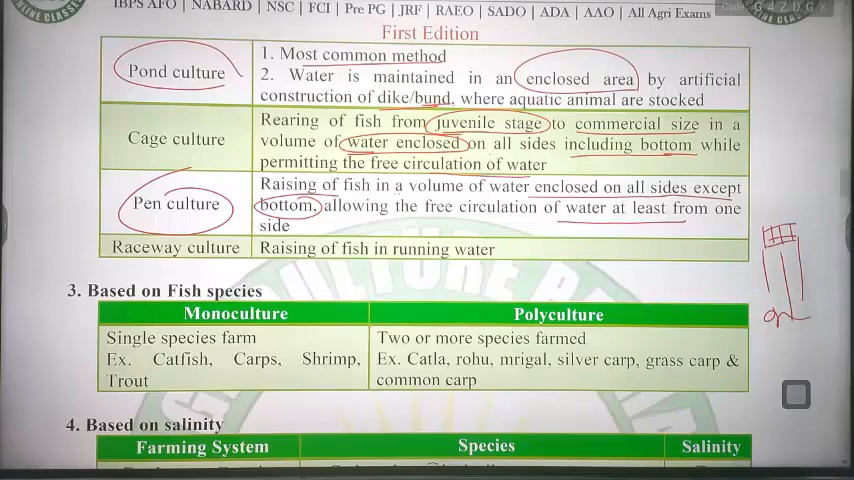 ONLINE CLASSES
IBPS AFO | NABARD | NSC | FCI | Pre PG | JRF | RAEO | SADO | ADA | AAO | All Agri Exams
Code: G4ZDGX
First Edition
Pond culture
1. Most common method
2. Water is maintained in an enclosed area by artificial
construction of dike/bund, where aquatic animal are stocked
Cage culture
Rearing of fish from juvenile stage to commercial size in a
volume of water enclosed on all sides including bottom while
permitting the free circulation of water
Pen culture
Raising of fish in a volume of water enclosed on all sides except
bottom, allowing the free circulation of water at least from one
side
Raceway culture
Raising of fish in running water
3. Based on Fish species
Monoculture
Polyculture
Single species farm
Ex. Catfish, Carps, Shrimp,
Trout
Two or more species farmed
Ex. Catla, rohu, mrigal, silver carp, grass carp &
common carp
4. Based on salinity
Farming System
Species
Salinity